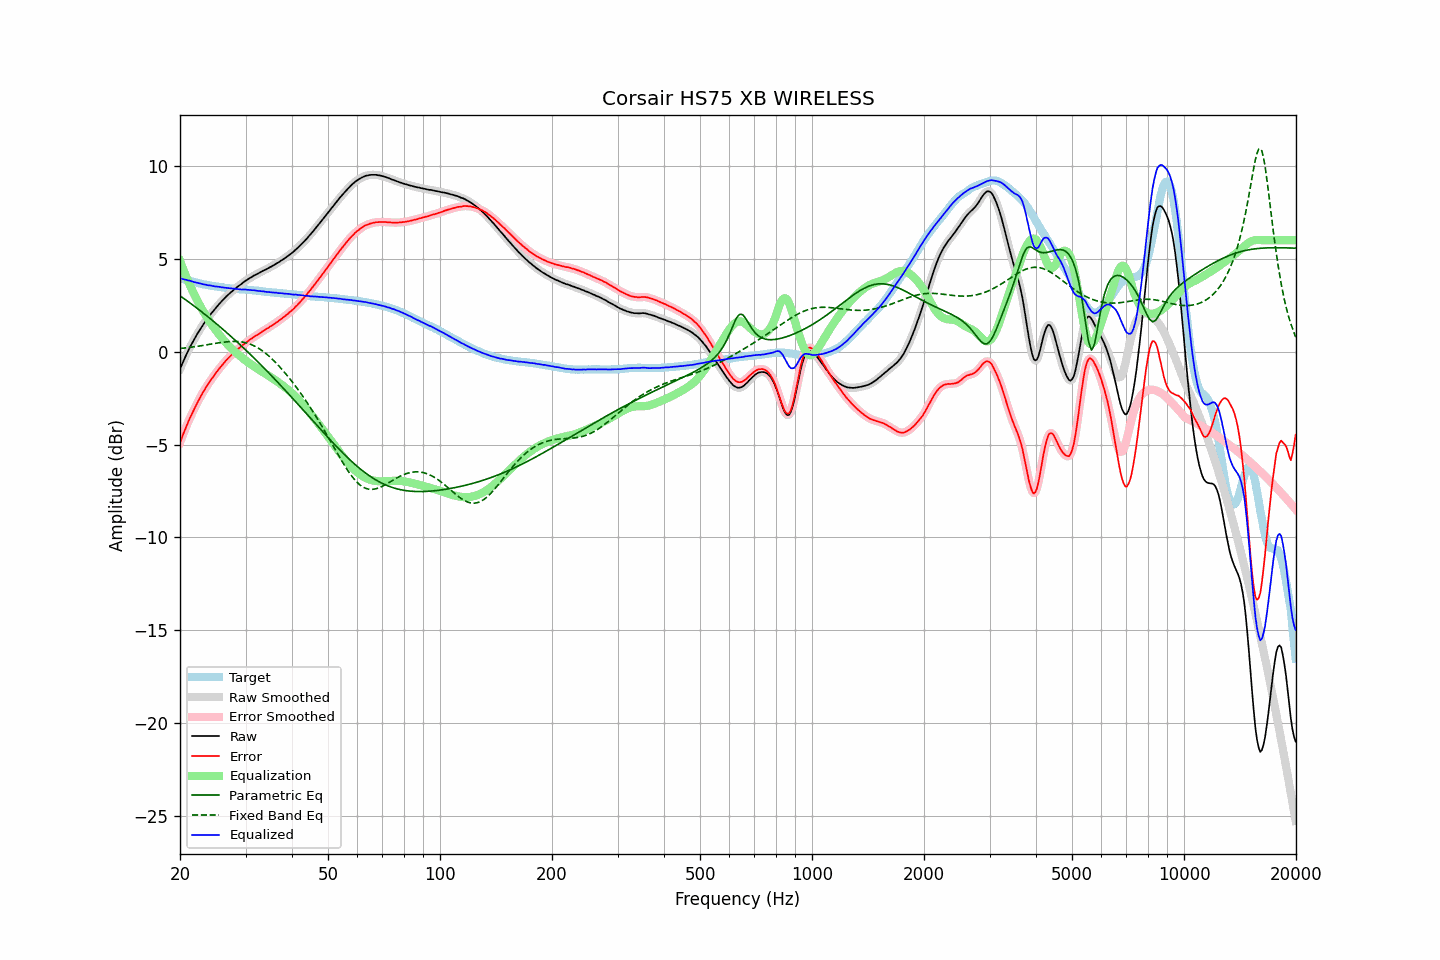 Corsair HS75 XB WIRELESS
Amplitude (dBr)
10
5
0
−5
−10
−15
−20
−25
Target
Raw Smoothed
Error Smoothed
Raw
Error
Equalization
Parametric Eq
Fixed Band Eq
Equalized
20 50 100 200 500 1000 2000 5000 10000 20000
Frequency (Hz)